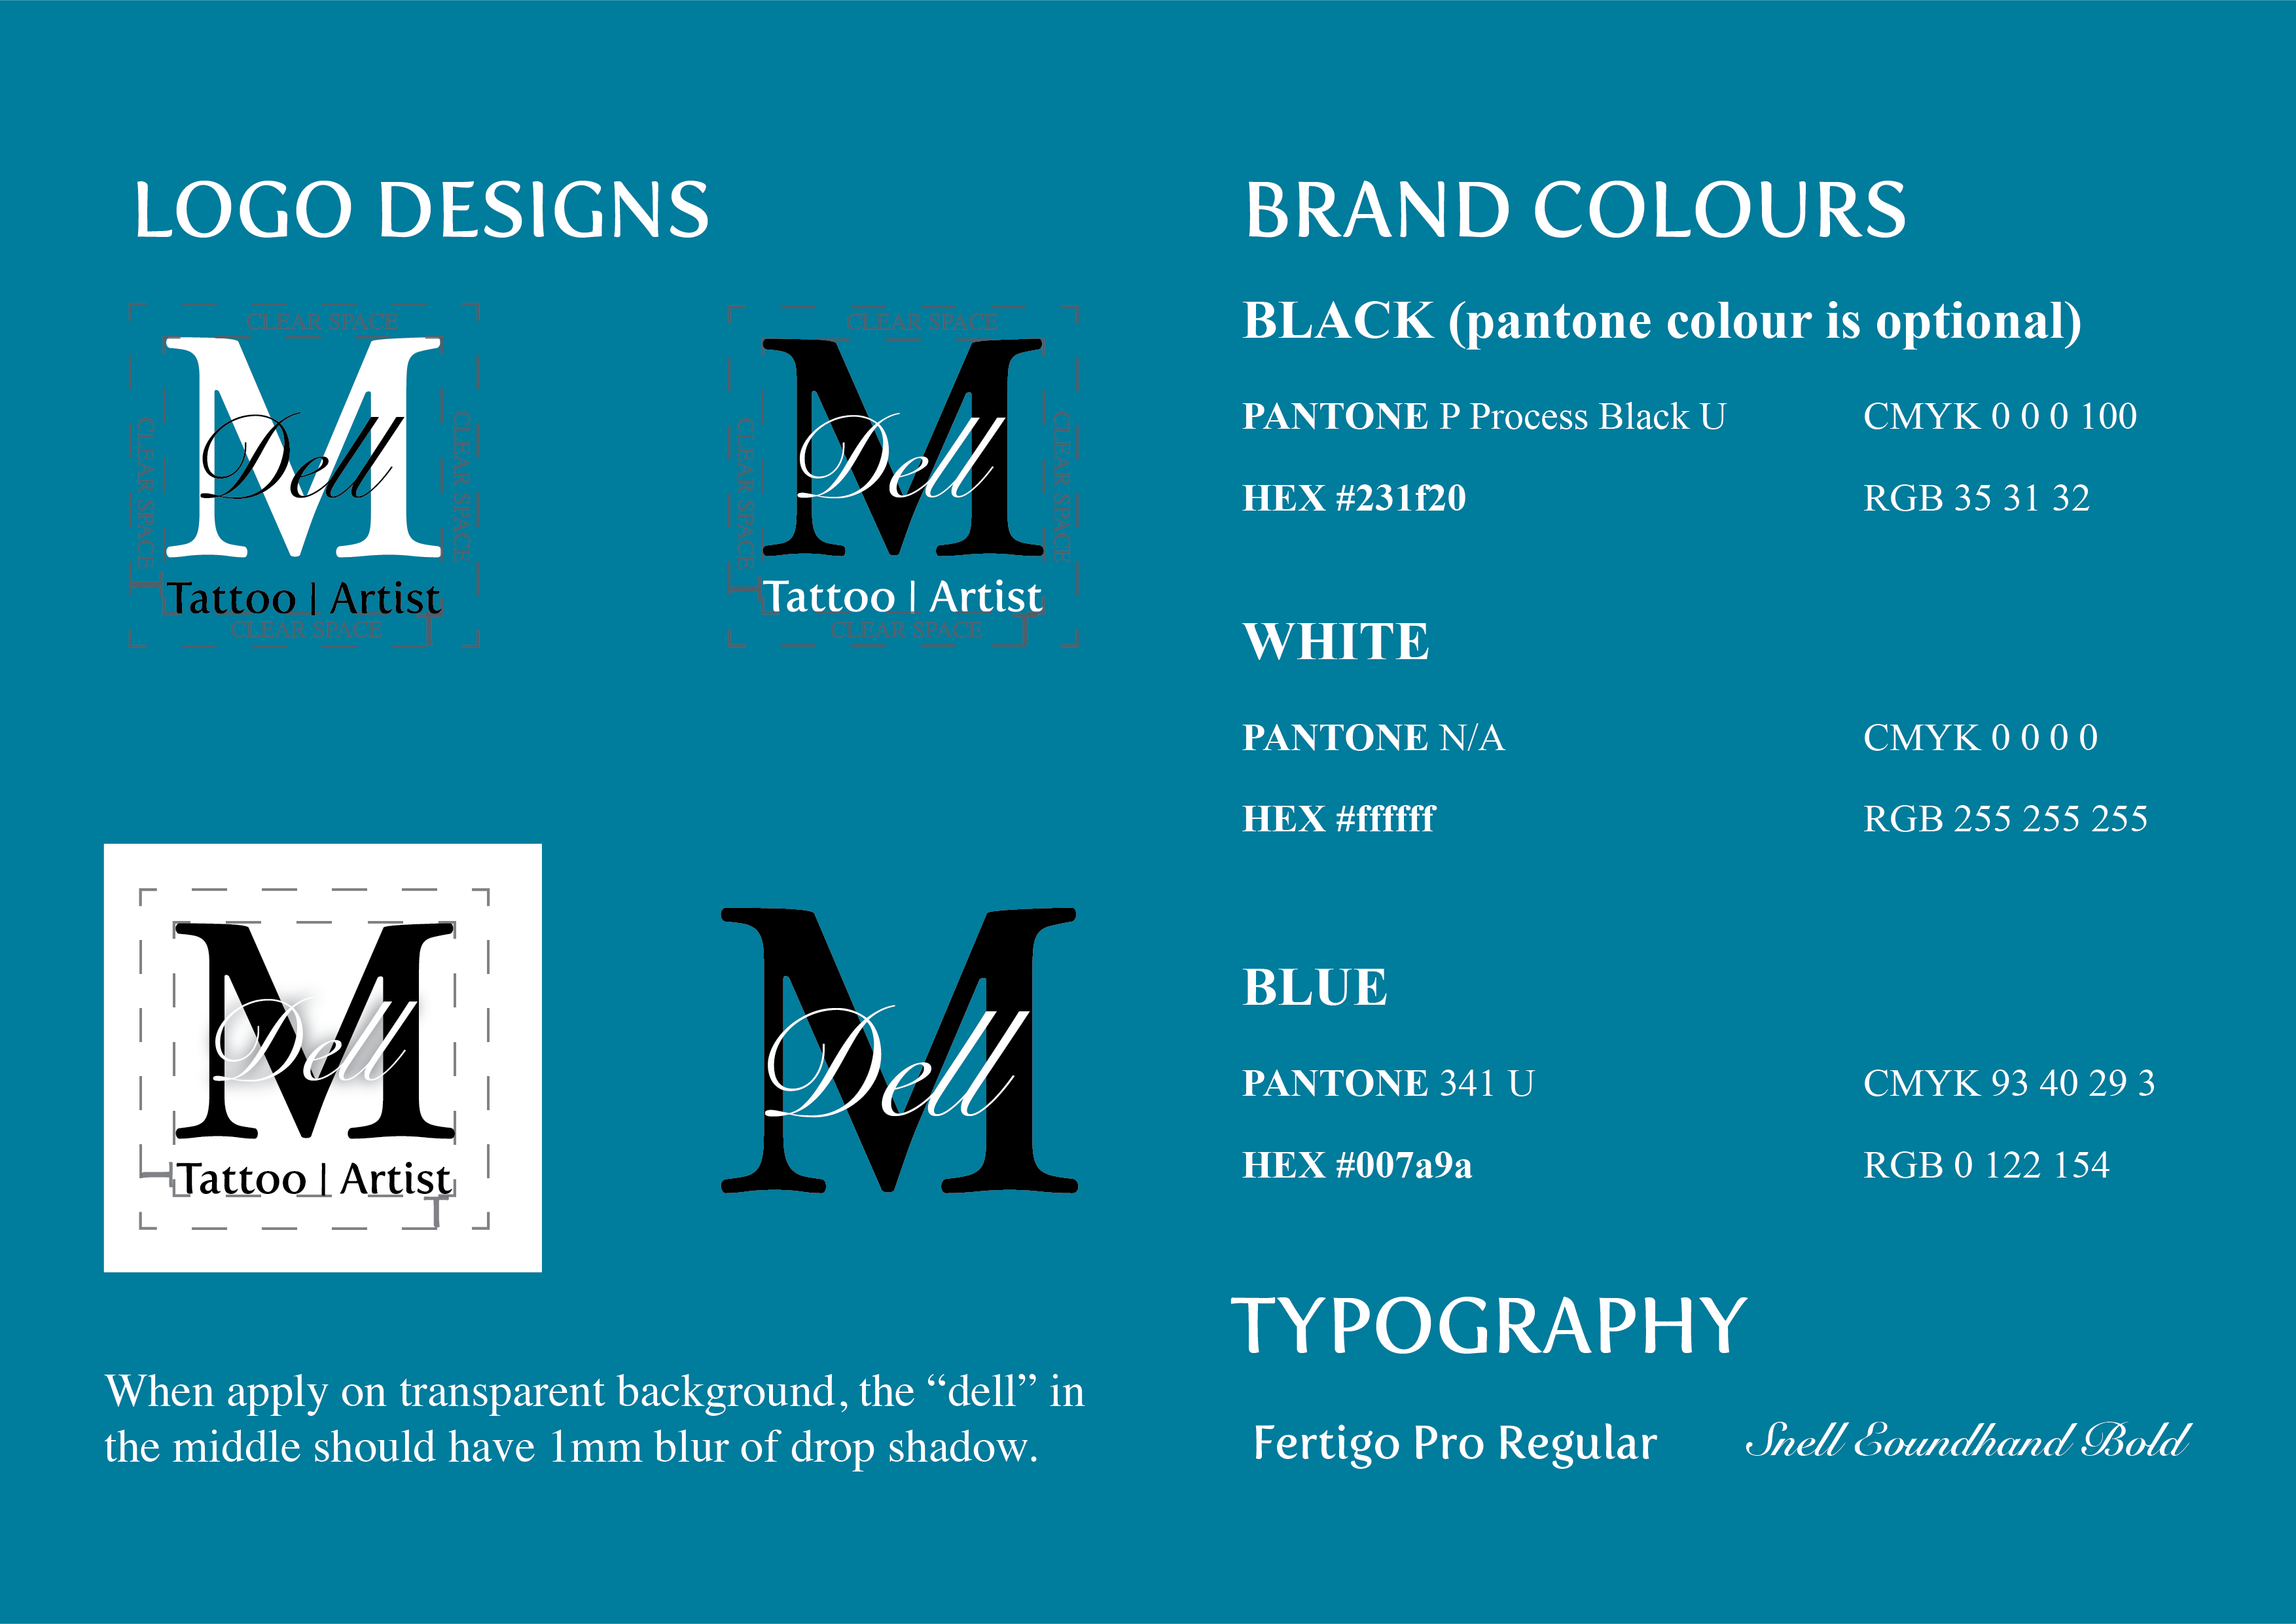 LOGO DESIGNS
CLEAR SPACE
CLEAR SPACE
CLEAR SPACE
M
Dell
Tattoo | Artist
CLEAR SPACE
T
T
CLEAR SPACE
CLEAR SPACE
CLEAR SPACE
M
Dell
Tattoo | Artist
CLEAR SPACE
T
T
M
Dell
Tattoo | Artist
T
T
M
Dell
When apply on transparent background, the “dell” in
the middle should have 1mm blur of drop shadow.
BRAND COLOURS
BLACK (pantone colour is optional)
PANTONE P Process Black U CMYK 0 0 0 100
HEX #231f20 RGB 35 31 32
WHITE
PANTONE N/A CMYK 0 0 0 0
HEX #ffffff RGB 255 255 255
BLUE
PANTONE 341 U CMYK 93 40 29 3
HEX #007a9a RGB 0 122 154
TYPOGRAPHY
Fertigo Pro Regular Snell Eoundhand Bold